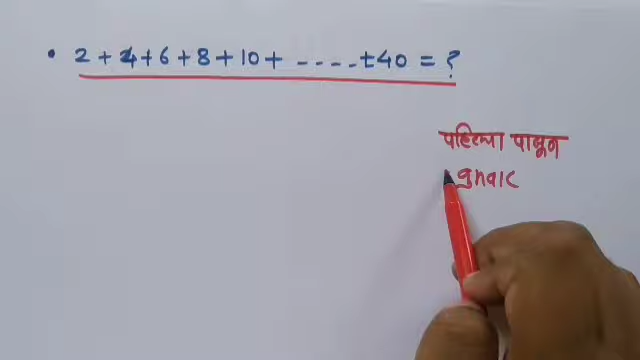 • 2 + 4 + 6 + 8 + 10 + - - - - + 40 = ?
पहिल्या पासून